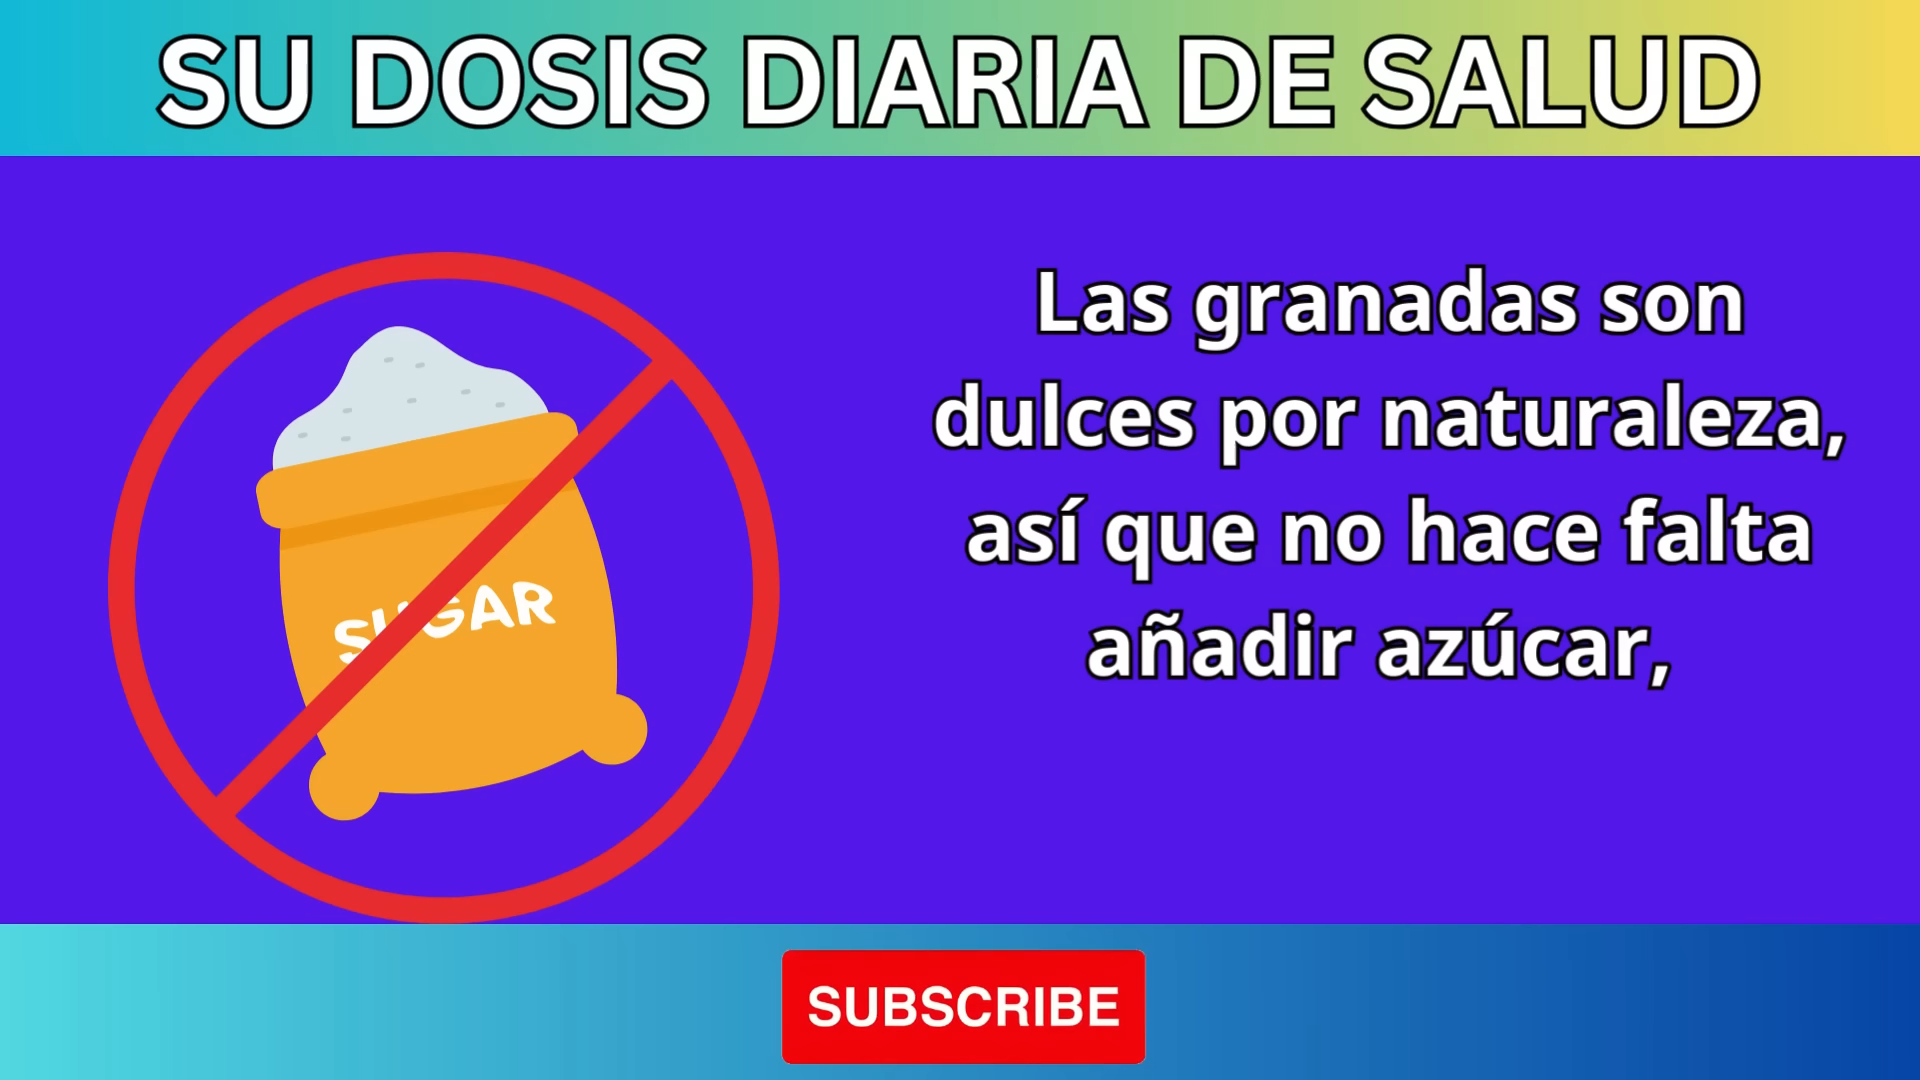 SU DOSIS DIARIA DE SALUD
Las granadas son
dulces por naturaleza,
así que no hace falta
añadir azúcar,
SUGAR
SUBSCRIBE